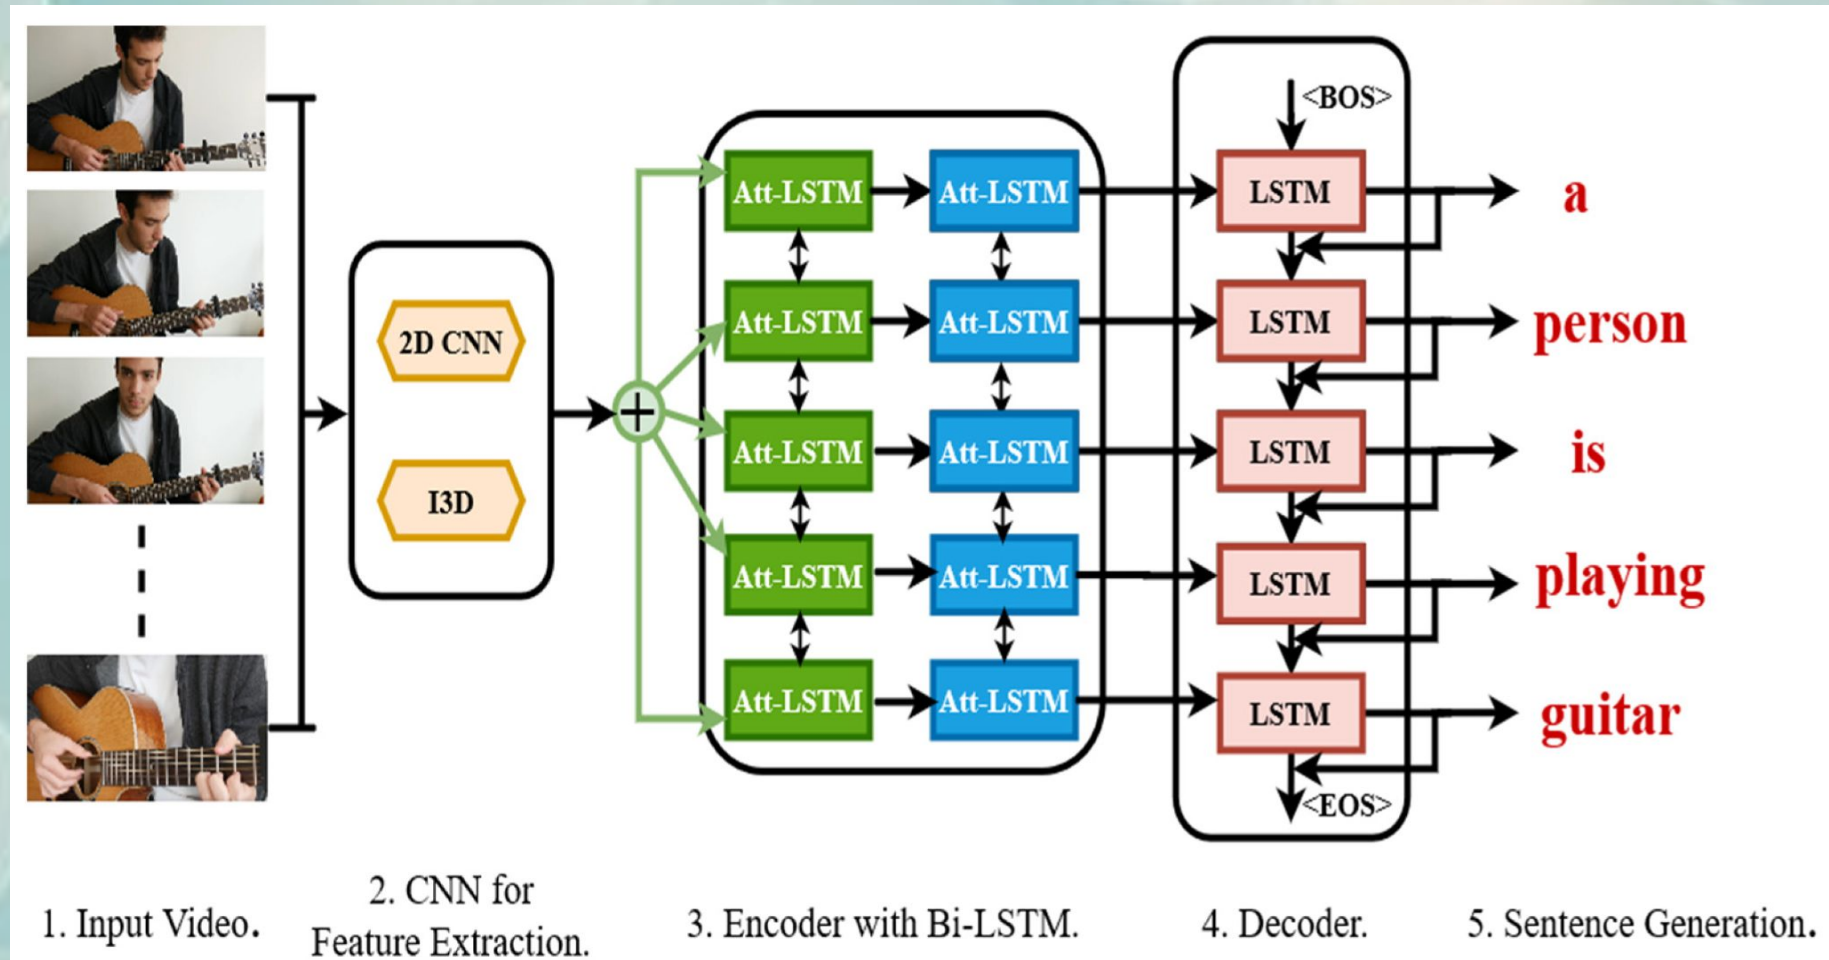 <BOS>
Att-LSTM Att-LSTM LSTM a
Att-LSTM Att-LSTM LSTM person
2D CNN
+
Att-LSTM Att-LSTM LSTM is
I3D
Att-LSTM Att-LSTM LSTM playing
Att-LSTM Att-LSTM LSTM guitar
<EOS>
1. Input Video.
2. CNN for
Feature Extraction.
3. Encoder with Bi-LSTM.
4. Decoder.
5. Sentence Generation.